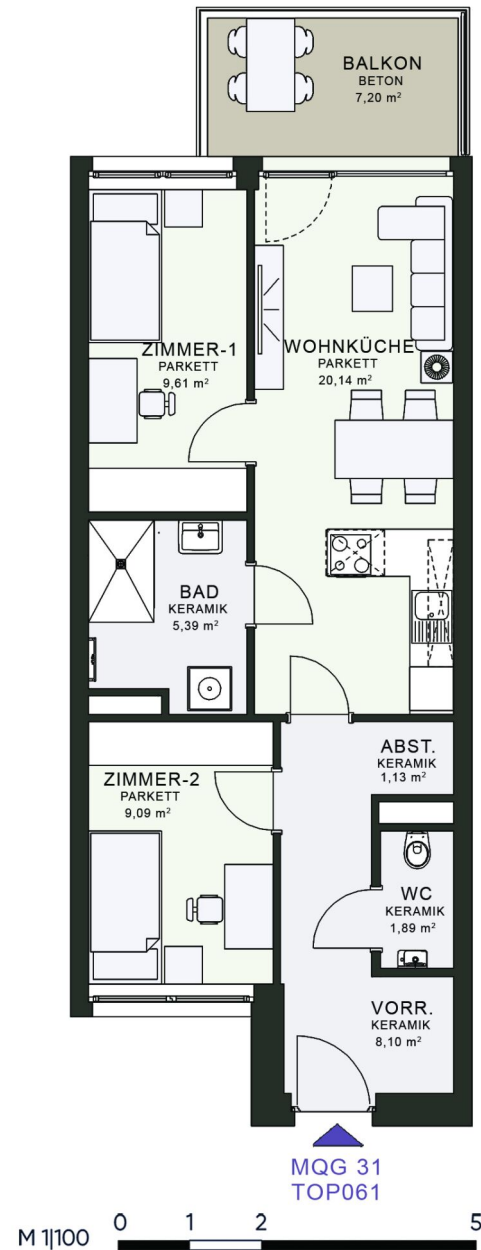 BALKON
BETON
7,20 m²
ZIMMER-1
PARKETT
9,61 m²
WOHNKÜCHE
PARKETT
20,14 m²
BAD
KERAMIK
5,39 m²
ABST.
KERAMIK
1,13 m²
ZIMMER-2
PARKETT
9,09 m²
WC
KERAMIK
1,89 m²
VORR.
KERAMIK
8,10 m²
MQG 31
TOP061
M 1|100 0 1 2 5